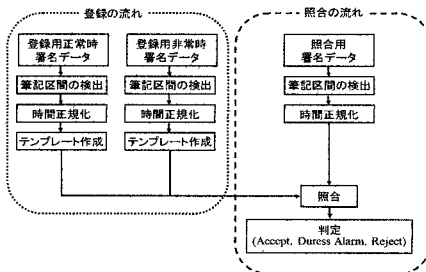 登録の流れ
登録用正常時
署名データ
筆記区間の検出
時間正規化
テンプレート作成
登録用非常時
署名データ
筆記区間の検出
時間正規化
テンプレート作成
照合の流れ
照合用
署名データ
筆記区間の検出
時間正規化
照合
判定
(Accept, Duress Alarm, Reject)